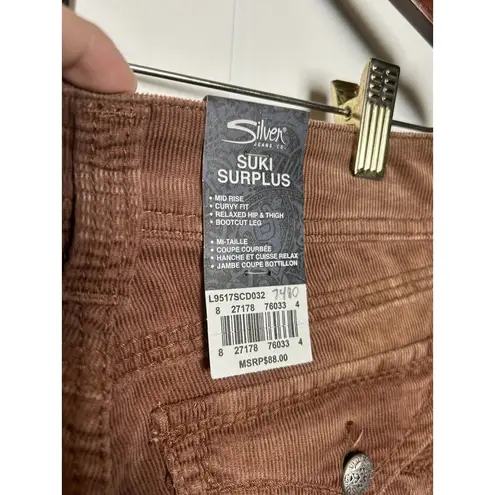 Silver
JEANS CO.
SUKI
SURPLUS
• MID RISE
• CURVY FIT
• RELAXED HIP & THIGH
• BOOTCUT LEG
• MI-TAILLE
• COUPE COURBÉE
• HANCHE ET CUISSE RELAX
• JAMBE COUPE BOTTILLON
L9517SCD032 7480
8 27178 76033 4
8 27178 76033 4
MSRP$88.00